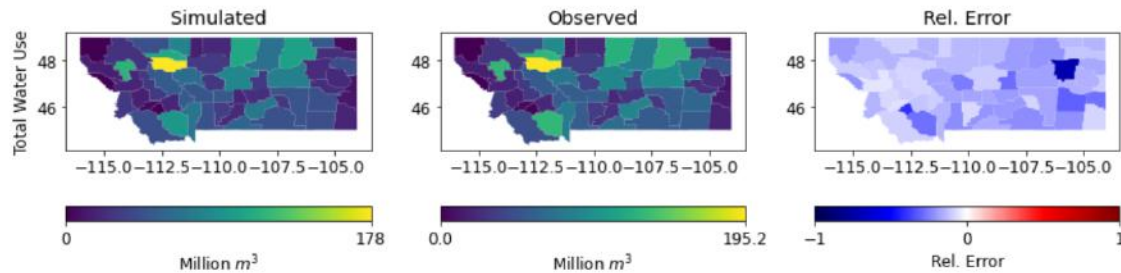 Simulated
Observed
Rel. Error
Total Water Use
48
46
−115.0−112.5−110.0−107.5−105.0
48
46
−115.0−112.5−110.0−107.5−105.0
48
46
−115.0−112.5−110.0−107.5−105.0
0 178
Million m³
0.0 195.2
Million m³
−1 0 1
Rel. Error